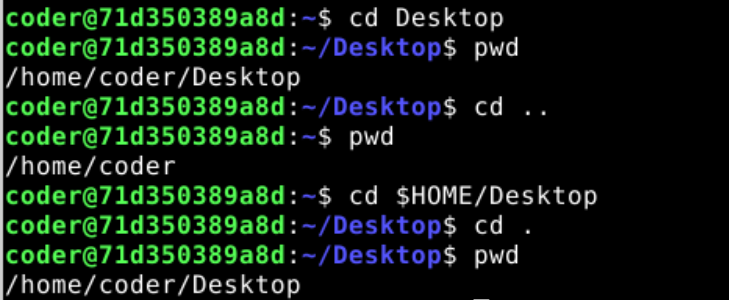 coder@71d350389a8d:~$ cd Desktop
coder@71d350389a8d:~/Desktop$ pwd
/home/coder/Desktop
coder@71d350389a8d:~/Desktop$ cd ..
coder@71d350389a8d:~$ pwd
/home/coder
coder@71d350389a8d:~$ cd $HOME/Desktop
coder@71d350389a8d:~/Desktop$ cd .
coder@71d350389a8d:~/Desktop$ pwd
/home/coder/Desktop